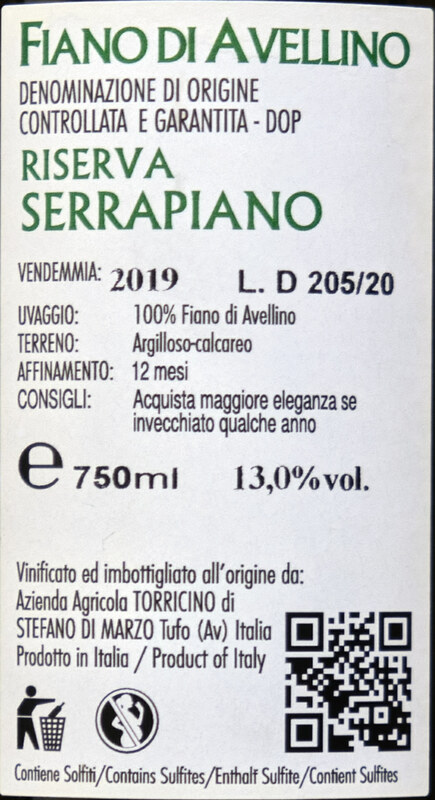 FIANO DI AVELLINO
DENOMINAZIONE DI ORIGINE
CONTROLLATA E GARANTITA - DOP
RISERVA
SERRAPIANO
VENDEMMIA: 2019 L. D 205/20
UVAGGIO: 100% Fiano di Avellino
TERRENO: Argilloso-calcareo
AFFINAMENTO: 12 mesi
CONSIGLI: Acquista maggiore eleganza se
invecchiato qualche anno
e 750ml 13,0%vol.
Vinificato ed imbottigliato all'origine da:
Azienda Agricola TORRICINO di
STEFANO DI MARZO Tufo (Av) Italia
Prodotto in Italia / Product of Italy
Contiene Solfiti/Contains Sulfites/Enthalt Sulfite/Contient Sulfites